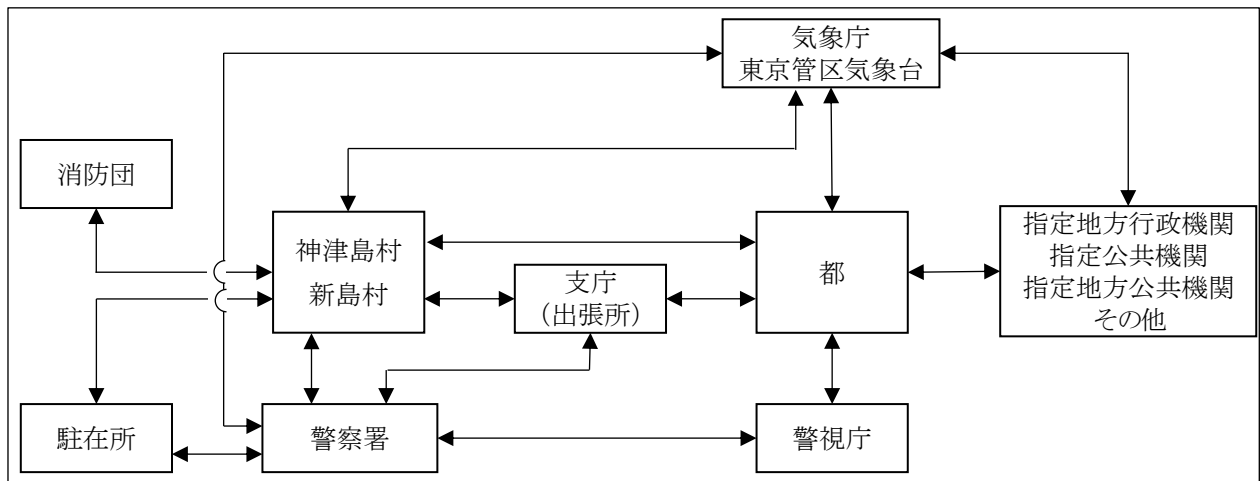 気象庁
東京管区気象台
消防団
神津島村
新島村
支庁
(出張所)
都
指定地方行政機関
指定公共機関
指定地方公共機関
その他
駐在所
警察署
警視庁